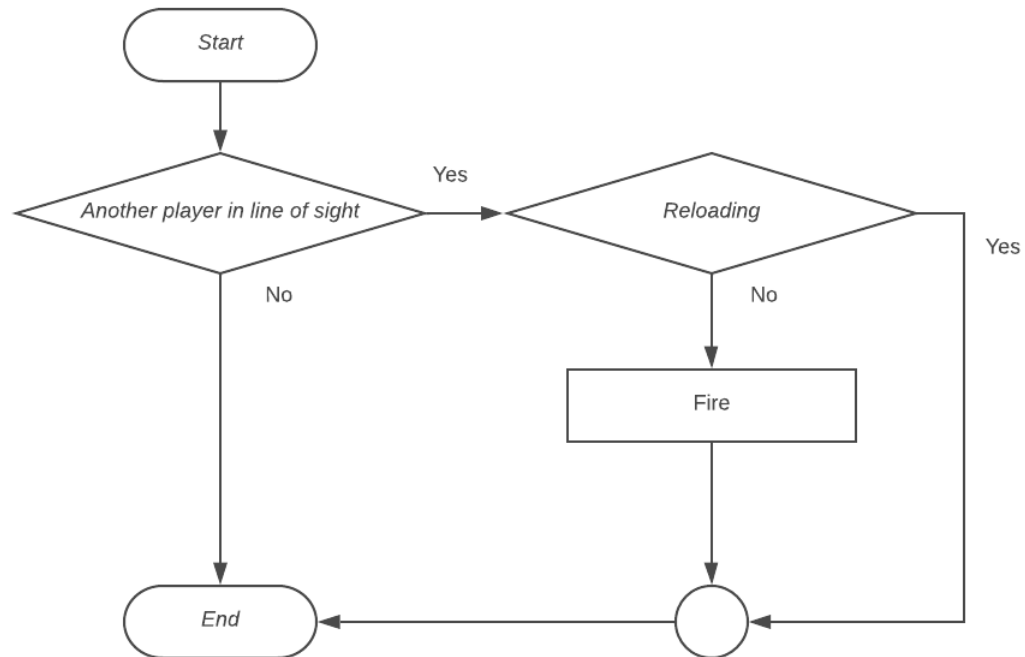 Start
Another player in line of sight
Yes
Reloading
Yes
No
No
Fire
End